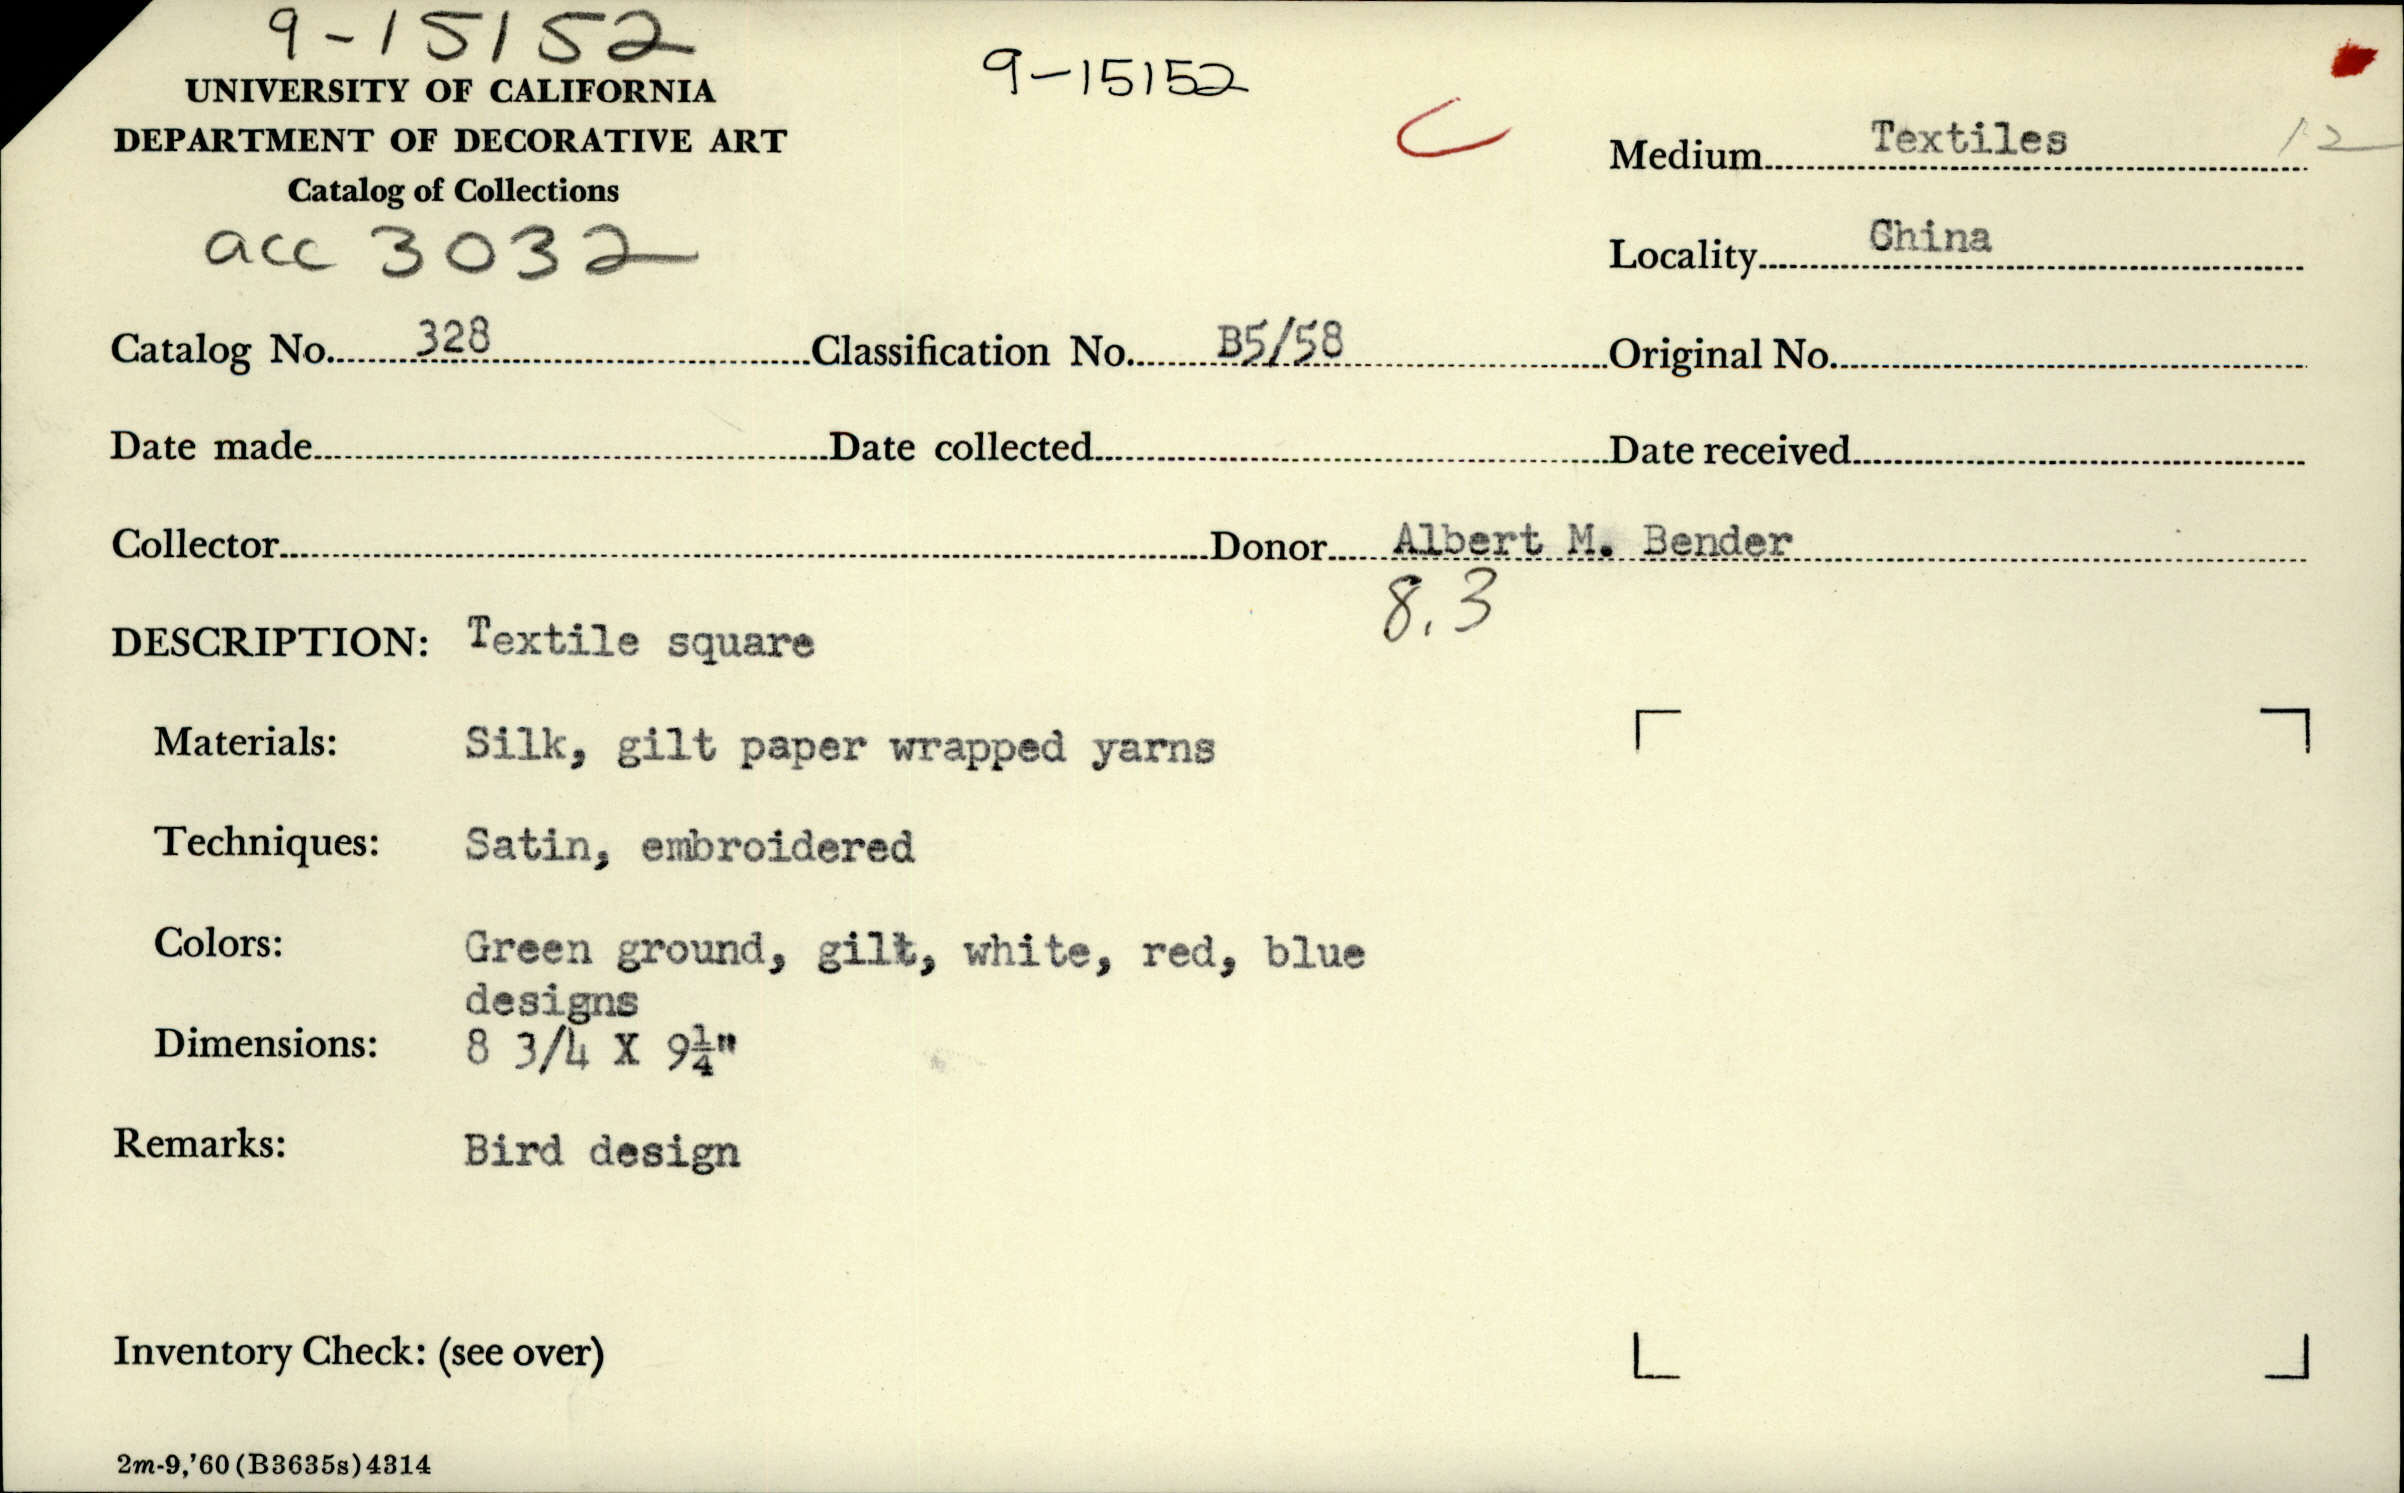 9-15152
9-15152
UNIVERSITY OF CALIFORNIA
DEPARTMENT OF DECORATIVE ART
Catalog of Collections
acc 3032
C
Medium Textiles 12
Locality China
Catalog No. 328 Classification No. B5/58 Original No.
Date made Date collected Date received
Collector Donor Albert M. Bender
8.3
DESCRIPTION: Textile square
Materials: Silk, gilt paper wrapped yarns
Techniques: Satin, embroidered
Colors: Green ground, gilt, white, red, blue
designs
Dimensions: 8 3/4 X 9¼"
Remarks: Bird design
Inventory Check: (see over)
2m-9,'60(B3635s)4314